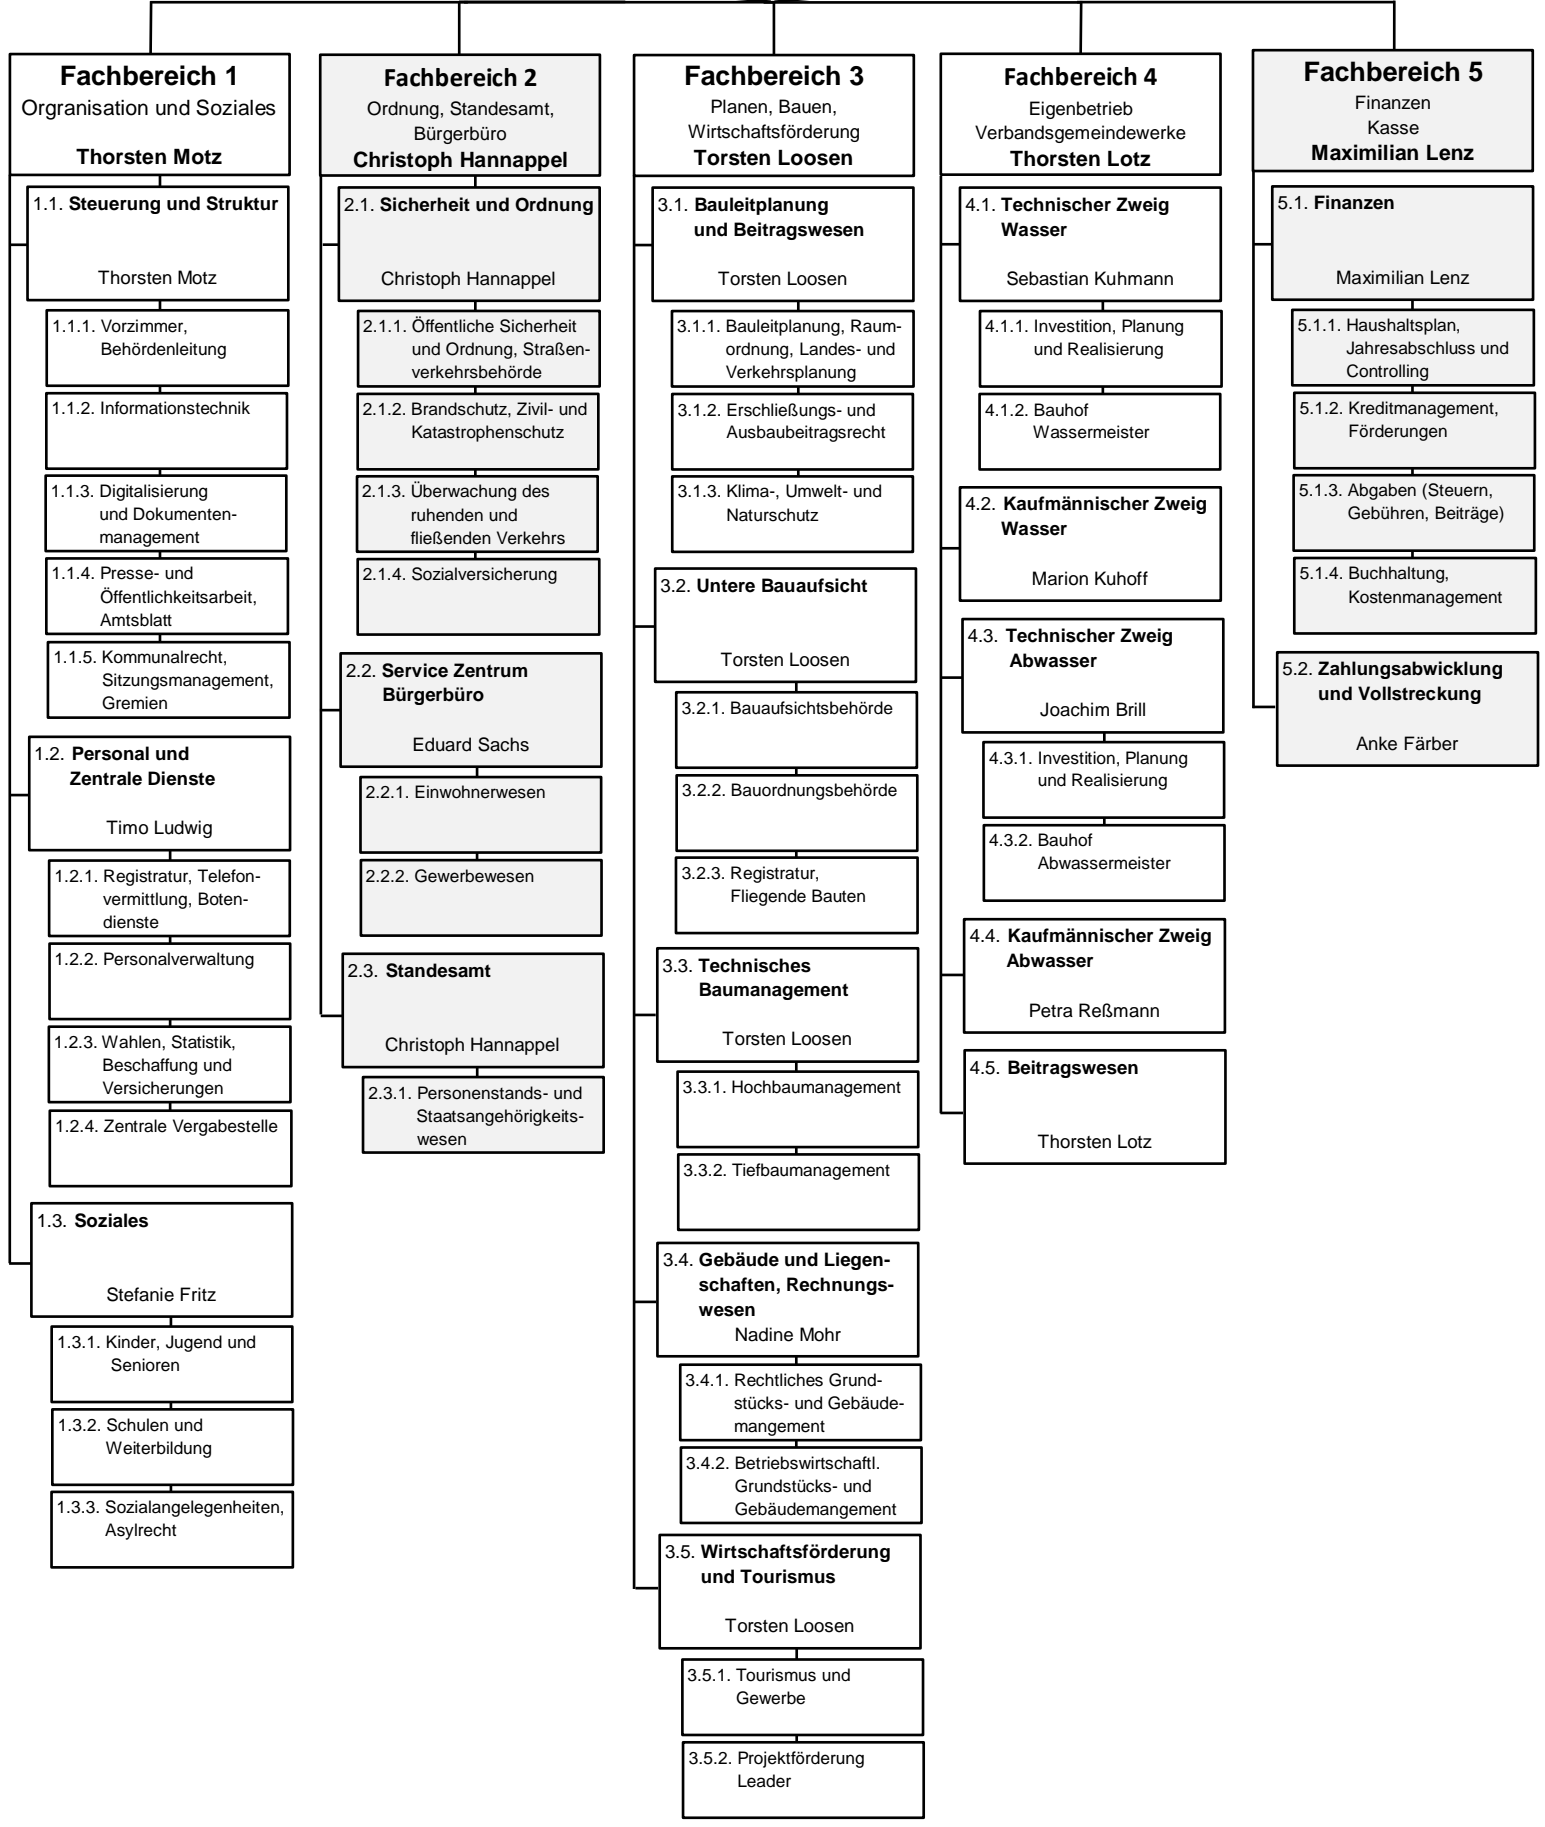 Fachbereich 1
Orgranisation und Soziales
Thorsten Motz
1.1. Steuerung und Struktur
Thorsten Motz
1.1.1. Vorzimmer,
Behördenleitung
1.1.2. Informationstechnik
1.1.3. Digitalisierung
und Dokumenten-
management
1.1.4. Presse- und
Öffentlichkeitsarbeit,
Amtsblatt
1.1.5. Kommunalrecht,
Sitzungsmanagement,
Gremien
1.2. Personal und
Zentrale Dienste
Timo Ludwig
1.2.1. Registratur, Telefon-
vermittlung, Boten-
dienste
1.2.2. Personalverwaltung
1.2.3. Wahlen, Statistik,
Beschaffung und
Versicherungen
1.2.4. Zentrale Vergabestelle
1.3. Soziales
Stefanie Fritz
1.3.1. Kinder, Jugend und
Senioren
1.3.2. Schulen und
Weiterbildung
1.3.3. Sozialangelegenheiten,
Asylrecht
Fachbereich 2
Ordnung, Standesamt,
Bürgerbüro
Christoph Hannappel
2.1. Sicherheit und Ordnung
Christoph Hannappel
2.1.1. Öffentliche Sicherheit
und Ordnung, Straßen-
verkehrsbehörde
2.1.2. Brandschutz, Zivil- und
Katastrophenschutz
2.1.3. Überwachung des
ruhenden und
fließenden Verkehrs
2.1.4. Sozialversicherung
2.2. Service Zentrum
Bürgerbüro
Eduard Sachs
2.2.1. Einwohnerwesen
2.2.2. Gewerbewesen
2.3. Standesamt
Christoph Hannappel
2.3.1. Personenstands- und
Staatsangehörigkeits-
wesen
Fachbereich 3
Planen, Bauen,
Wirtschaftsförderung
Torsten Loosen
3.1. Bauleitplanung
und Beitragswesen
Torsten Loosen
3.1.1. Bauleitplanung, Raum-
ordnung, Landes- und
Verkehrsplanung
3.1.2. Erschließungs- und
Ausbaubeitragsrecht
3.1.3. Klima-, Umwelt- und
Naturschutz
3.2. Untere Bauaufsicht
Torsten Loosen
3.2.1. Bauaufsichtsbehörde
3.2.2. Bauordnungsbehörde
3.2.3. Registratur,
Fliegende Bauten
3.3. Technisches
Baumanagement
Torsten Loosen
3.3.1. Hochbaumanagement
3.3.2. Tiefbaumanagement
3.4. Gebäude und Liegen-
schaften, Rechnungs-
wesen
Nadine Mohr
3.4.1. Rechtliches Grund-
stücks- und Gebäude-
mangement
3.4.2. Betriebswirtschaftl.
Grundstücks- und
Gebäudemangement
3.5. Wirtschaftsförderung
und Tourismus
Torsten Loosen
3.5.1. Tourismus und
Gewerbe
3.5.2. Projektförderung
Leader
Fachbereich 4
Eigenbetrieb
Verbandsgemeindewerke
Thorsten Lotz
4.1. Technischer Zweig
Wasser
Sebastian Kuhmann
4.1.1. Investition, Planung
und Realisierung
4.1.2. Bauhof
Wassermeister
4.2. Kaufmännischer Zweig
Wasser
Marion Kuhoff
4.3. Technischer Zweig
Abwasser
Joachim Brill
4.3.1. Investition, Planung
und Realisierung
4.3.2. Bauhof
Abwassermeister
4.4. Kaufmännischer Zweig
Abwasser
Petra Reßmann
4.5. Beitragswesen
Thorsten Lotz
Fachbereich 5
Finanzen
Kasse
Maximilian Lenz
5.1. Finanzen
Maximilian Lenz
5.1.1. Haushaltsplan,
Jahresabschluss und
Controlling
5.1.2. Kreditmanagement,
Förderungen
5.1.3. Abgaben (Steuern,
Gebühren, Beiträge)
5.1.4. Buchhaltung,
Kostenmanagement
5.2. Zahlungsabwicklung
und Vollstreckung
Anke Färber